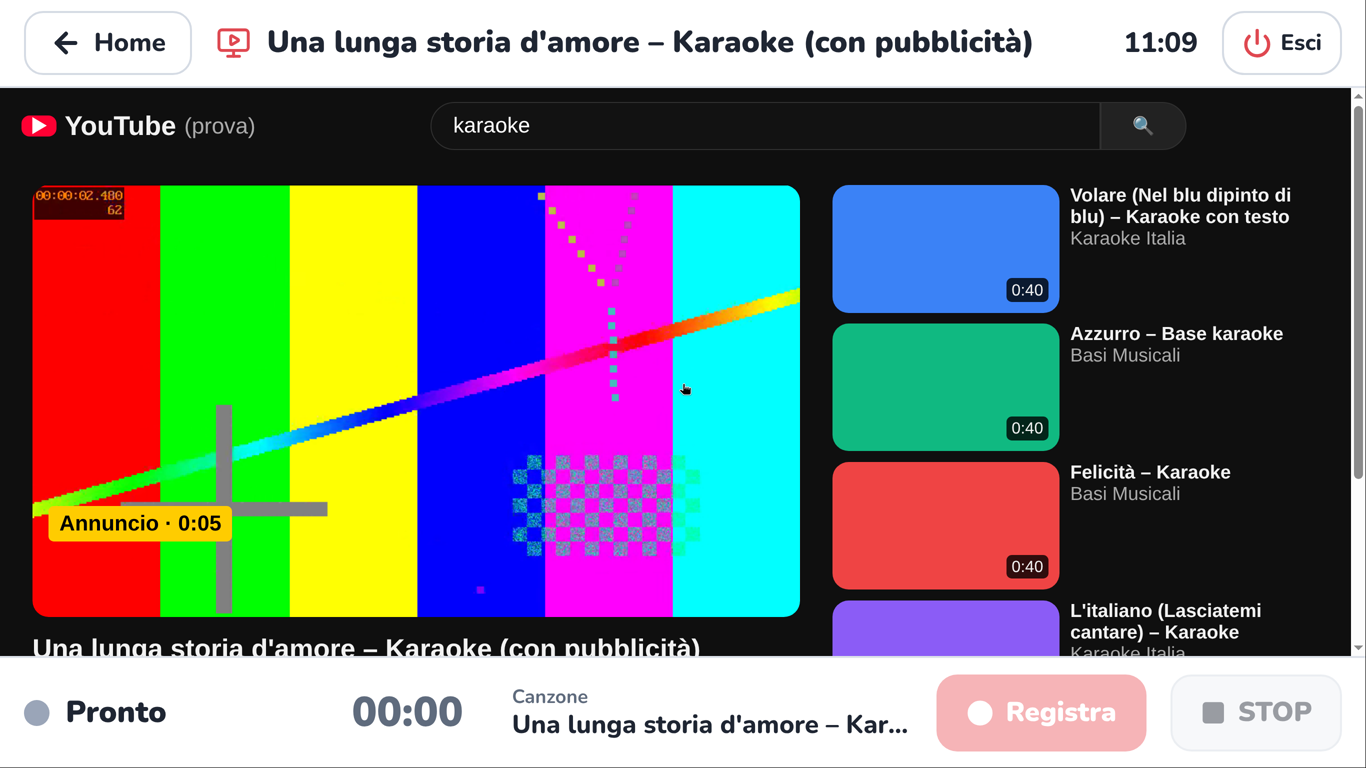 Home
Una lunga storia d'amore – Karaoke (con pubblicità)
11:09
Esci
YouTube (prova)
karaoke
00:00:02.480
62
Annuncio · 0:05
Una lunga storia d'amore – Karaoke (con pubblicità)
Volare (Nel blu dipinto di
blu) – Karaoke con testo
Karaoke Italia
0:40
Azzurro – Base karaoke
Basi Musicali
0:40
Felicità – Karaoke
Basi Musicali
0:40
L'italiano (Lasciatemi
cantare) – Karaoke
Karaoke Italia
Pronto
00:00
Canzone
Una lunga storia d'amore – Kar...
Registra
STOP